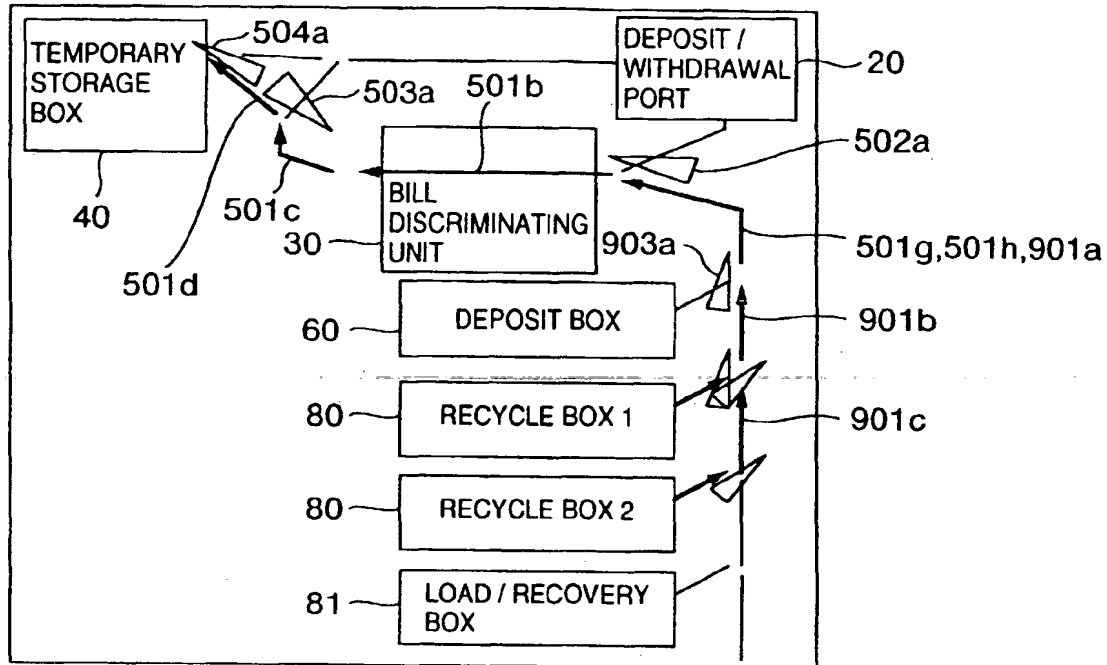 TEMPORARY
STORAGE
BOX
504a
DEPOSIT /
WITHDRAWAL
PORT
20
503a
501b
502a
40
501c
BILL
DISCRIMINATING
UNIT
30
501d
903a
501g,501h,901a
60
DEPOSIT BOX
901b
80
RECYCLE BOX 1
901c
80
RECYCLE BOX 2
81
LOAD / RECOVERY
BOX